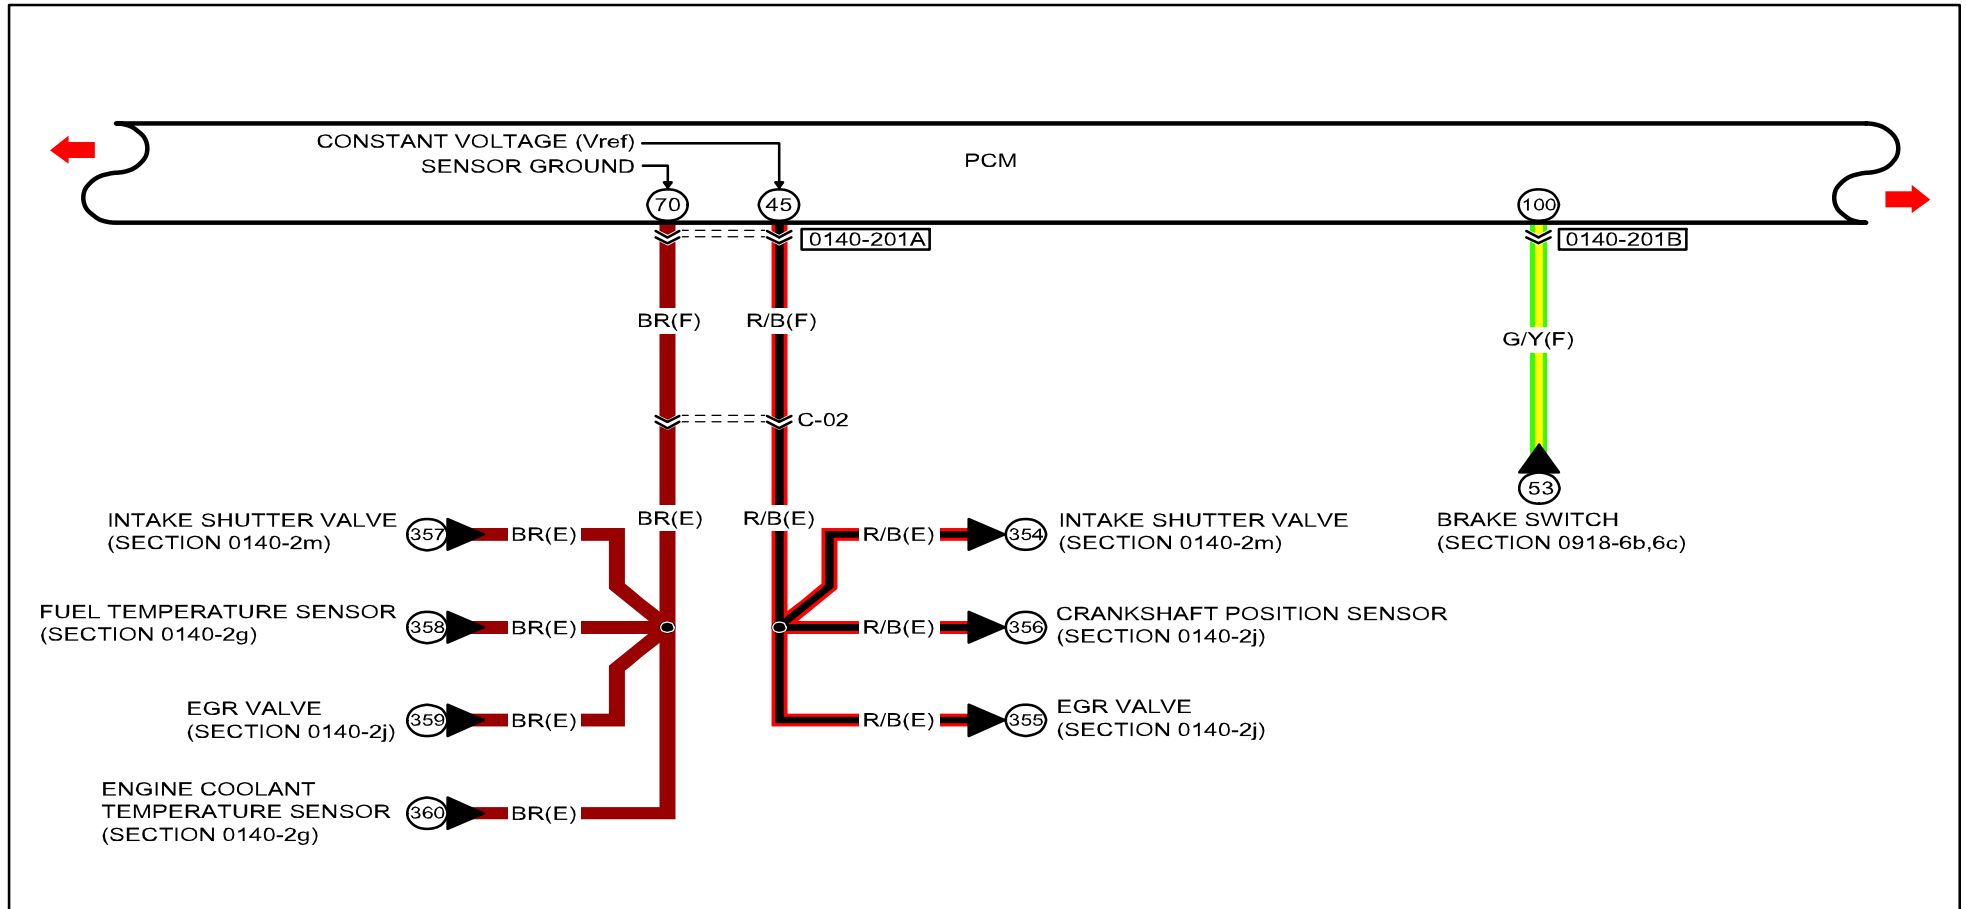 CONSTANT VOLTAGE (Vref)
SENSOR GROUND
PCM
70
45
100
0140-201A
0140-201B
BR(F)
R/B(F)
G/Y(F)
C-02
53
BR(E)
R/B(E)
INTAKE SHUTTER VALVE
(SECTION 0140-2m)
357
BR(E)
R/B(E)
354
INTAKE SHUTTER VALVE
(SECTION 0140-2m)
BRAKE SWITCH
(SECTION 0918-6b,6c)
FUEL TEMPERATURE SENSOR
(SECTION 0140-2g)
358
BR(E)
R/B(E)
356
CRANKSHAFT POSITION SENSOR
(SECTION 0140-2j)
EGR VALVE
(SECTION 0140-2j)
359
BR(E)
R/B(E)
355
EGR VALVE
(SECTION 0140-2j)
ENGINE COOLANT
TEMPERATURE SENSOR
(SECTION 0140-2g)
360
BR(E)